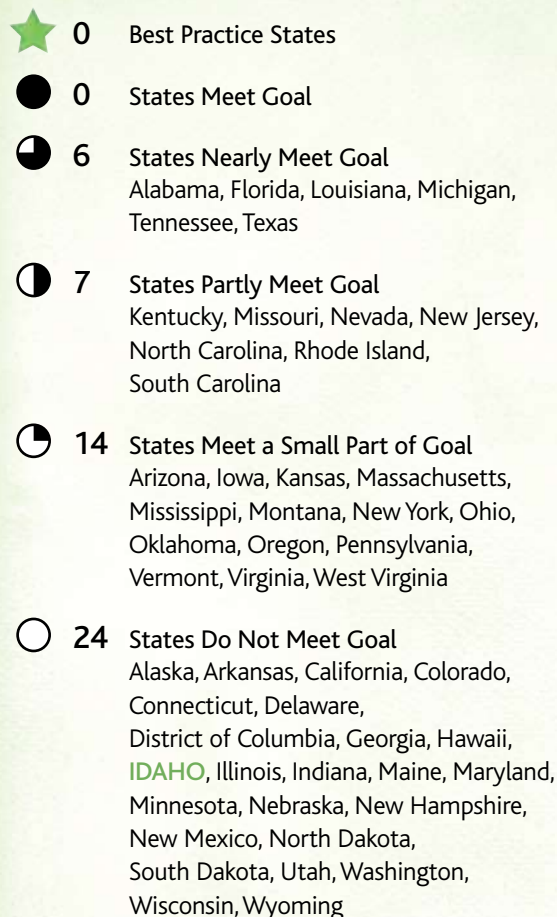 0 Best Practice States
0 States Meet Goal
6 States Nearly Meet Goal
Alabama, Florida, Louisiana, Michigan,
Tennessee, Texas
7 States Partly Meet Goal
Kentucky, Missouri, Nevada, New Jersey,
North Carolina, Rhode Island,
South Carolina
14 States Meet a Small Part of Goal
Arizona, Iowa, Kansas, Massachusetts,
Mississippi, Montana, New York, Ohio,
Oklahoma, Oregon, Pennsylvania,
Vermont, Virginia, West Virginia
24 States Do Not Meet Goal
Alaska, Arkansas, California, Colorado,
Connecticut, Delaware,
District of Columbia, Georgia, Hawaii,
IDAHO, Illinois, Indiana, Maine, Maryland,
Minnesota, Nebraska, New Hampshire,
New Mexico, North Dakota,
South Dakota, Utah, Washington,
Wisconsin, Wyoming